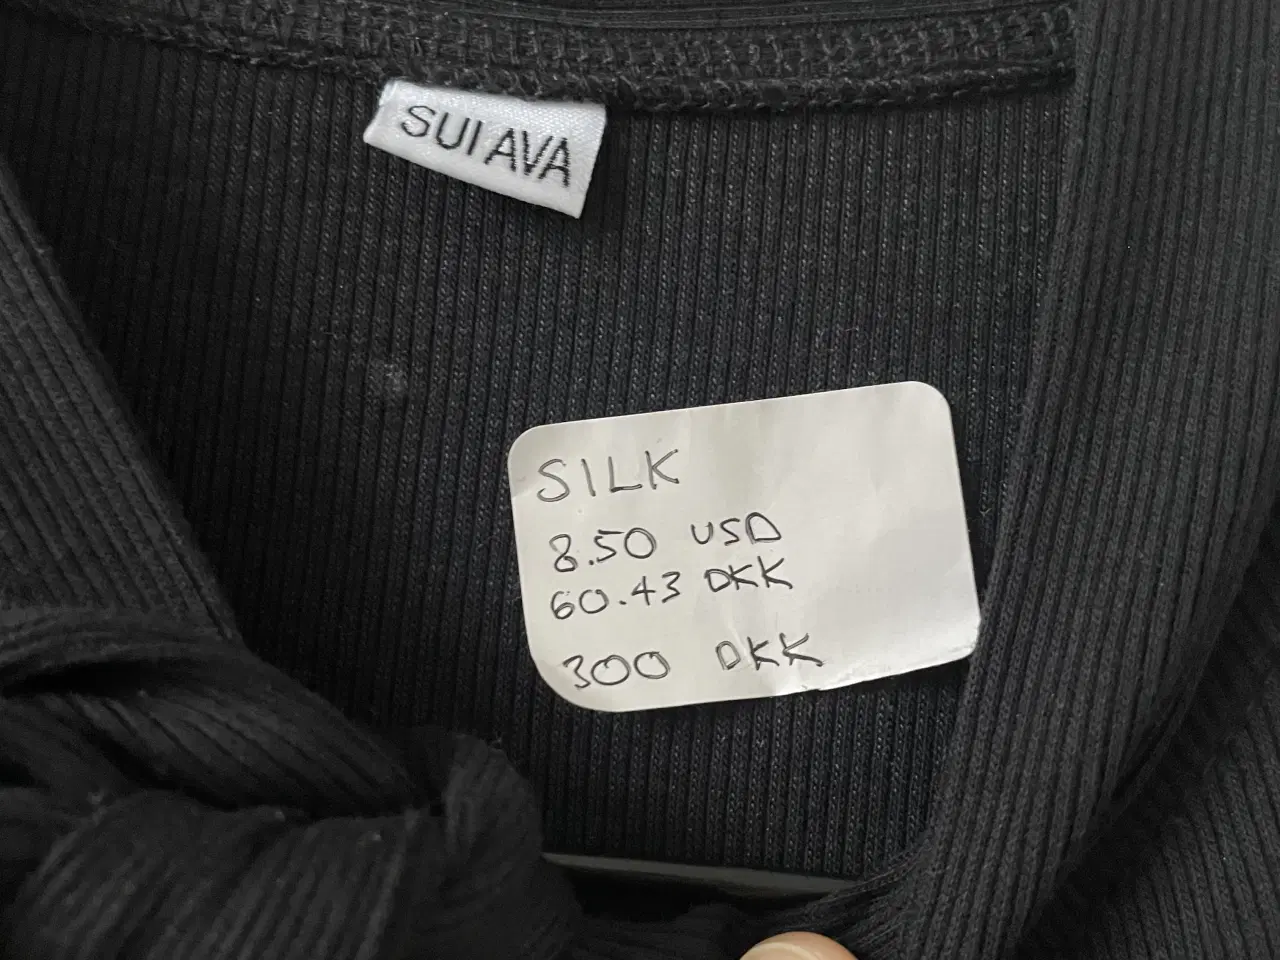 SUI AVA
SILK
8.50 USD
60.43 DKK
300 DKK